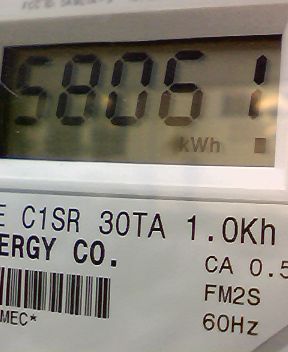 58061
kWh
E C1SR 30TA 1.0Kh
ERGY CO.
CA 0.5
FM2S
MEC*
60Hz